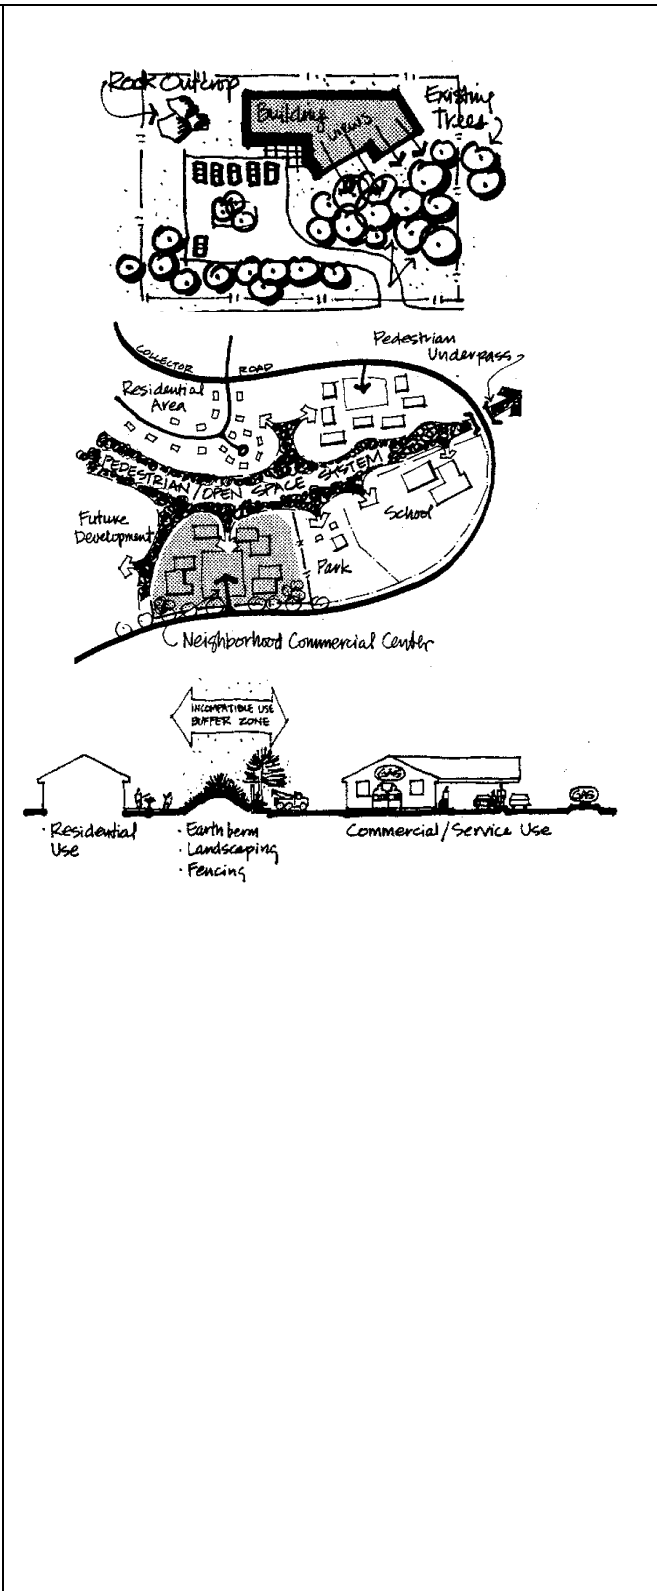 Rock Outcrop
Building
Views
Existing
Trees
Pedestrian
Underpass
COLLECTOR ROAD
Residential
Area
PEDESTRIAN / OPEN SPACE SYSTEM
Future
Development
School
Park
Neighborhood Commercial Center
INCOMPATIBLE USE
BUFFER ZONE
GAS
GAS
· Residential
Use
· Earth berm
· Landscaping
· Fencing
Commercial/Service Use